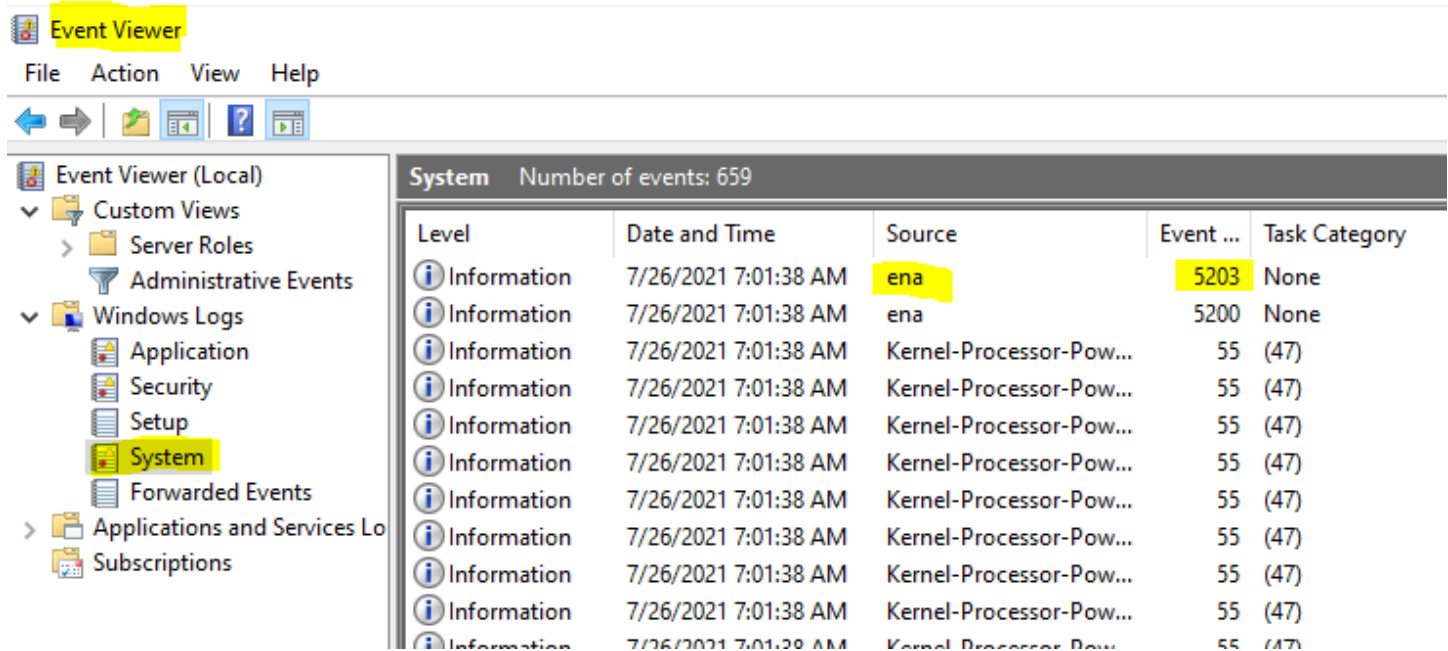 Event Viewer
File Action View Help
Event Viewer (Local)
Custom Views
Server Roles
Administrative Events
Windows Logs
Application
Security
Setup
System
Forwarded Events
Applications and Services Lo
Subscriptions
System Number of events: 659
Level Date and Time Source Event ... Task Category
Information 7/26/2021 7:01:38 AM ena 5203 None
Information 7/26/2021 7:01:38 AM ena 5200 None
Information 7/26/2021 7:01:38 AM Kernel-Processor-Pow... 55 (47)
Information 7/26/2021 7:01:38 AM Kernel-Processor-Pow... 55 (47)
Information 7/26/2021 7:01:38 AM Kernel-Processor-Pow... 55 (47)
Information 7/26/2021 7:01:38 AM Kernel-Processor-Pow... 55 (47)
Information 7/26/2021 7:01:38 AM Kernel-Processor-Pow... 55 (47)
Information 7/26/2021 7:01:38 AM Kernel-Processor-Pow... 55 (47)
Information 7/26/2021 7:01:38 AM Kernel-Processor-Pow... 55 (47)
Information 7/26/2021 7:01:38 AM Kernel-Processor-Pow... 55 (47)
Information 7/26/2021 7:01:38 AM Kernel-Processor-Pow... 55 (47)